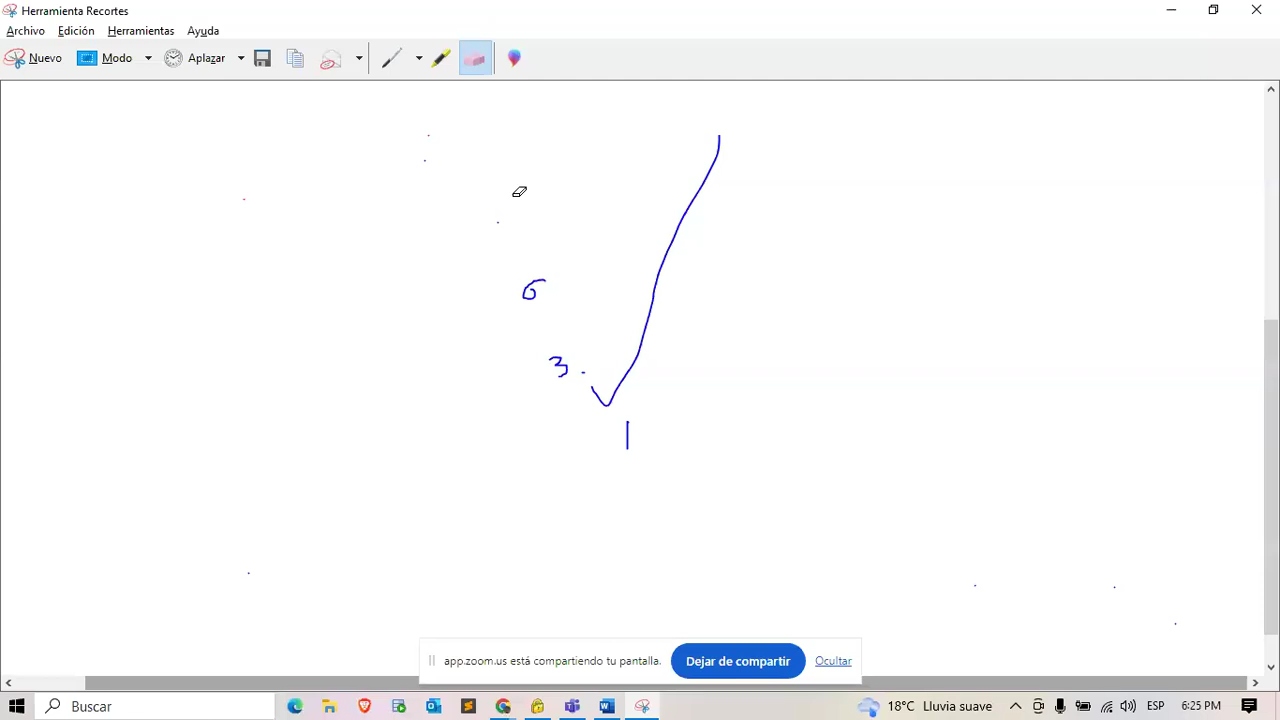 Herramienta Recortes
Archivo Edición Herramientas Ayuda
Nuevo Modo Aplazar
6
3
1
app.zoom.us está compartiendo tu pantalla. Dejar de compartir Ocultar
Buscar 18°C Lluvia suave ESP 6:25 PM